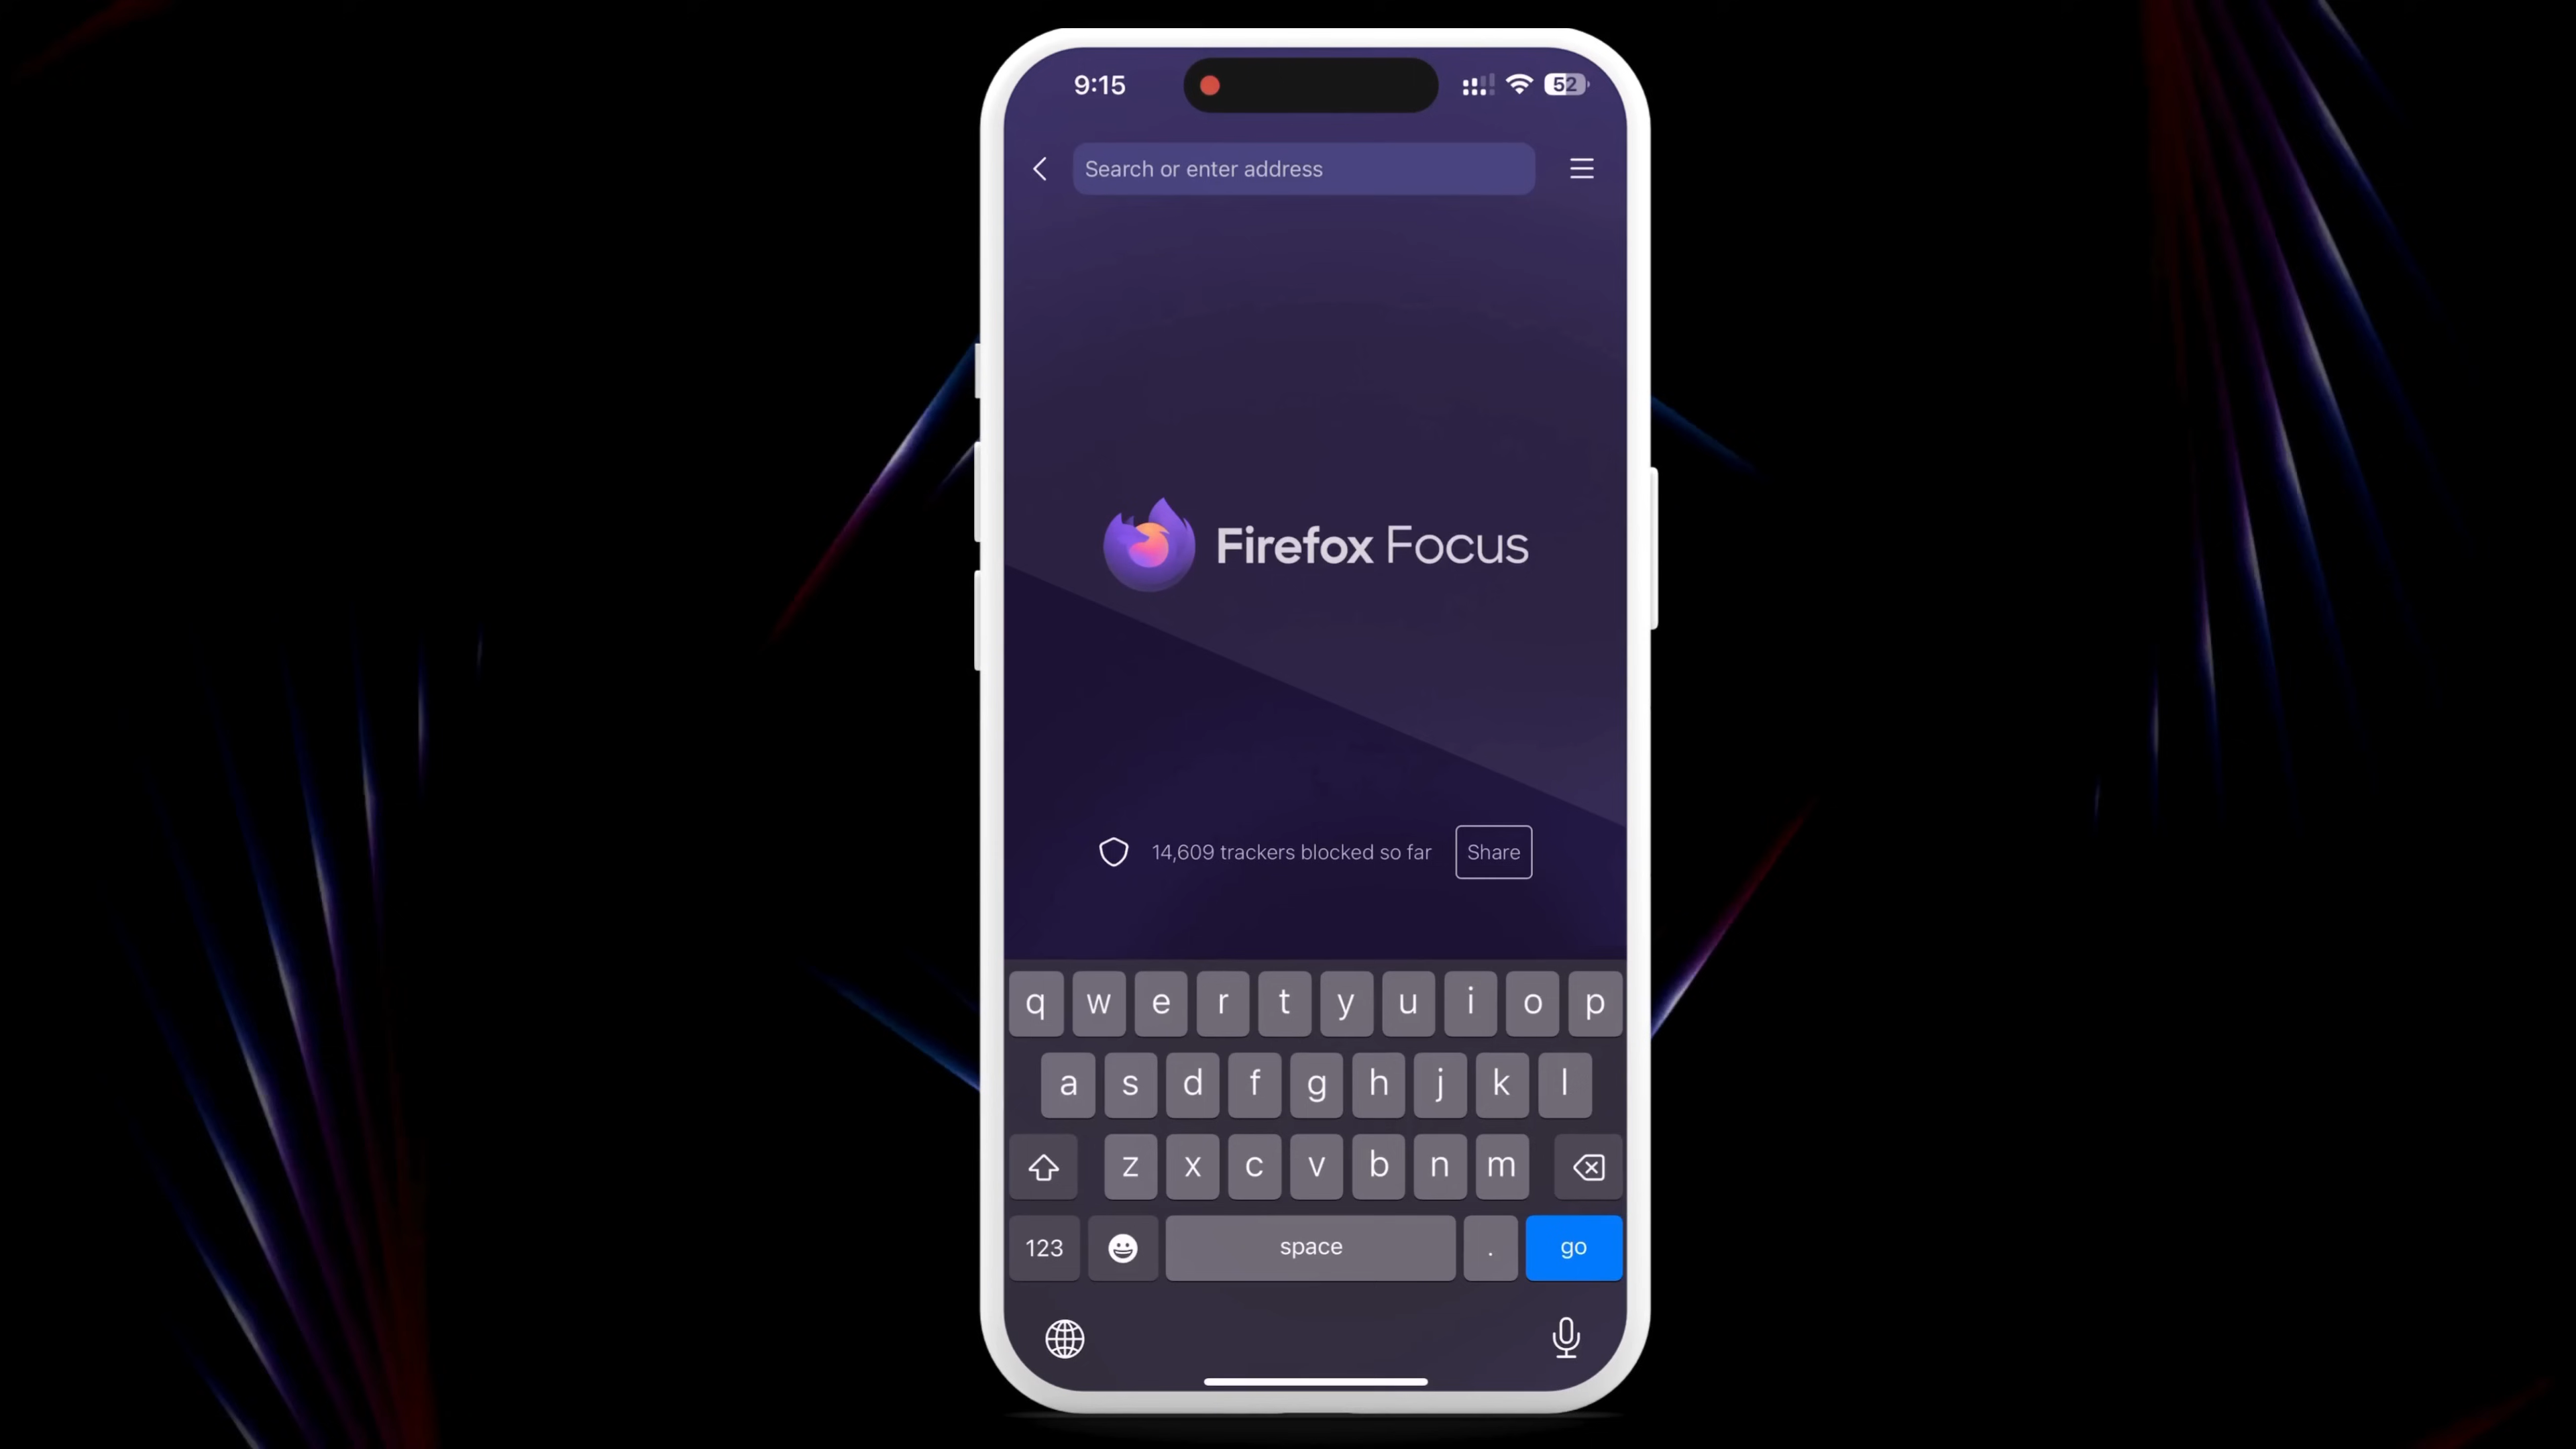 9:15
52
Search or enter address
Firefox Focus
14,609 trackers blocked so far
Share
q w e r t y u i o p
a s d f g h j k l
z x c v b n m
123 space . go